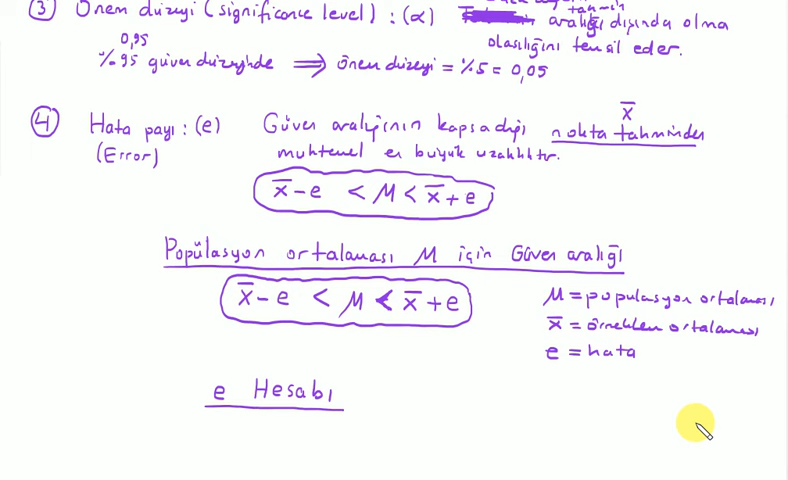 ③ Önem düzeyi (significance level) : (α) aralığı dışında olma
olasılığını temsil eder.
0,95
%95 güven düzeyinde ⟹ önem düzeyi = %5 = 0,05
④ Hata payı : (e) Güven aralığının kapsadığı nokta tahminden
x̄
(Error) muhtemel en büyük uzaklıktır.
x̄ - e < M < x̄ + e
Popülasyon ortalaması M için Güven aralığı
x̄ - e < M < x̄ + e
M = populasyon ortalaması
x̄ = örneklem ortalaması
e = hata
e Hesabı